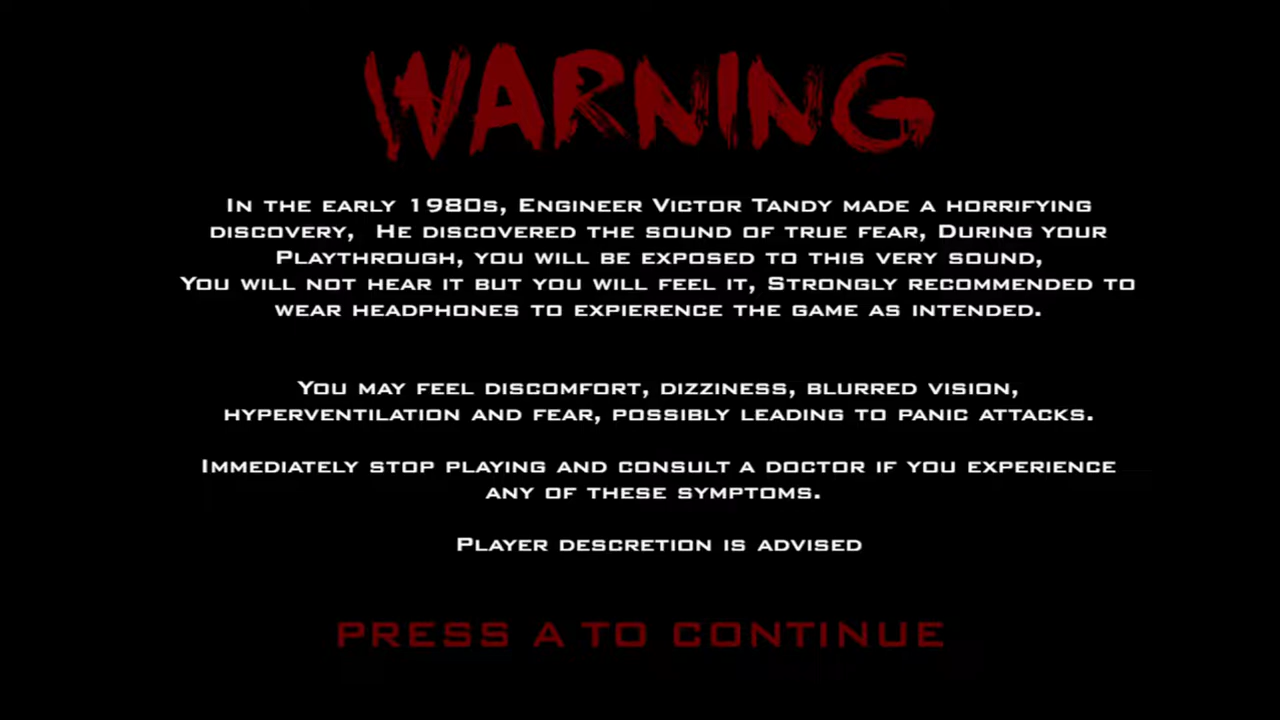 WARNING
In the early 1980s, Engineer Victor Tandy made a horrifying
discovery,  He discovered the sound of true fear, During your
Playthrough, you will be exposed to this very sound,
You will not hear it but you will feel it, Strongly recommended to
wear headphones to expierence the game as intended.
You may feel discomfort, dizziness, blurred vision,
hyperventilation and fear, possibly leading to panic attacks.
Immediately stop playing and consult a doctor if you experience
any of these symptoms.
Player descretion is advised
PRESS A TO CONTINUE